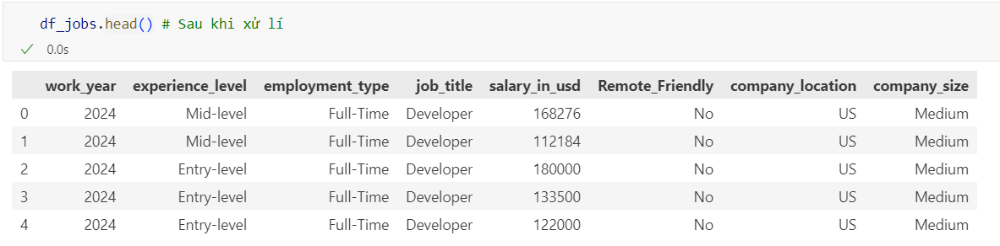 df_jobs.head() # Sau khi xử lí
0.0s
work_year experience_level employment_type job_title salary_in_usd Remote_Friendly company_location company_size
0 2024 Mid-level Full-Time Developer 168276 No US Medium
1 2024 Mid-level Full-Time Developer 112184 No US Medium
2 2024 Entry-level Full-Time Developer 180000 No US Medium
3 2024 Entry-level Full-Time Developer 133500 No US Medium
4 2024 Entry-level Full-Time Developer 122000 No US Medium